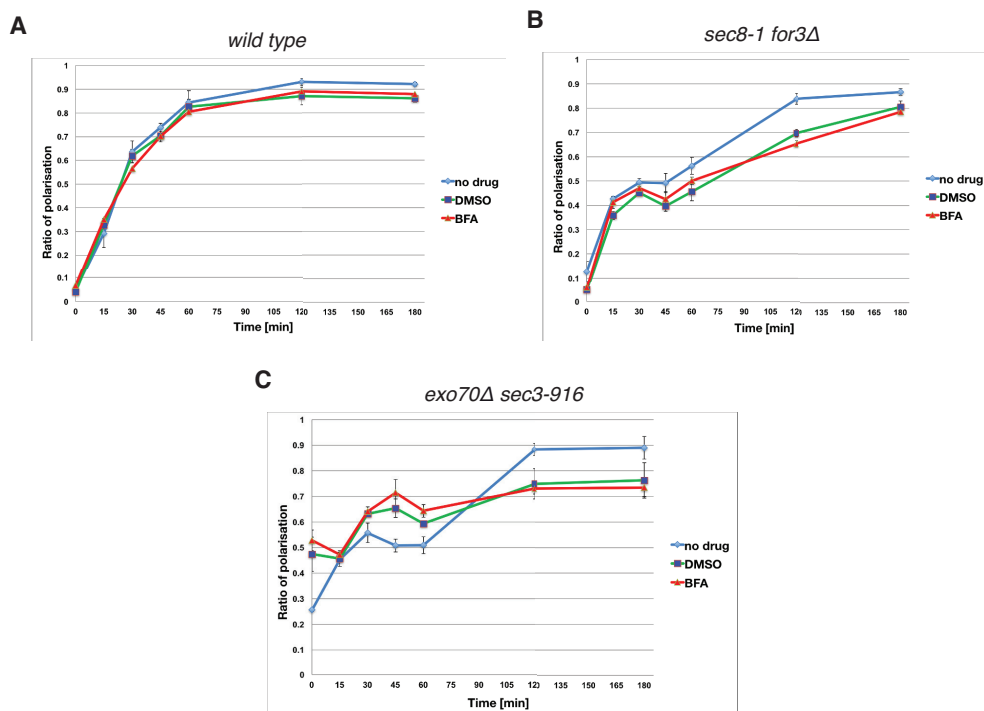 A
wild type
Ratio of polarisation
1
0.9
0.8
0.7
0.6
0.5
0.4
0.3
0.2
0.1
0
0 15 30 45 60 75 90 105 120 135 150 165 180
Time [min]
no drug
DMSO
BFA
B
sec8-1 for3Δ
Ratio of polarisation
1
0.9
0.8
0.7
0.6
0.5
0.4
0.3
0.2
0.1
0
0 15 30 45 60 75 90 105 120 135 150 165 180
Time [min]
no drug
DMSO
BFA
C
exo70Δ sec3-916
Ratio of polarisation
1
0.9
0.8
0.7
0.6
0.5
0.4
0.3
0.2
0.1
0
0 15 30 45 60 75 90 105 120 135 150 165 180
Time [min]
no drug
DMSO
BFA